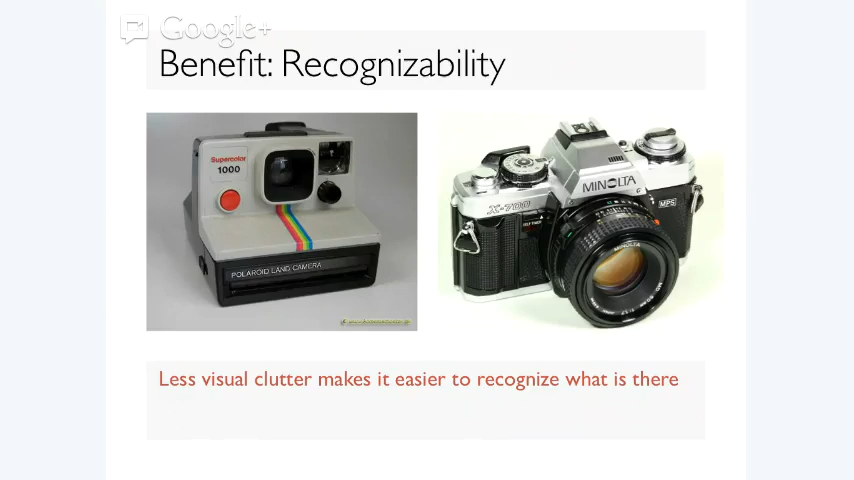 Google+
Benefit: Recognizability
Supercolor
1000
POLAROID LAND CAMERA
MINOLTA
X-700
MPS
MINOLTA
Less visual clutter makes it easier to recognize what is there